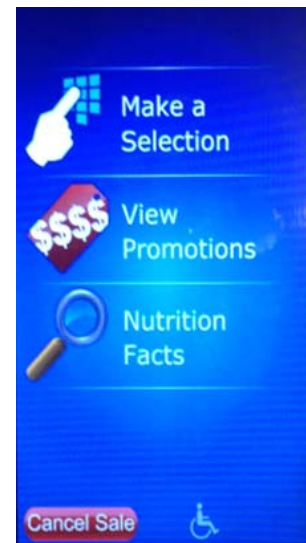 Make a
Selection
$$$$
View
Promotions
Nutrition
Facts
Cancel Sale